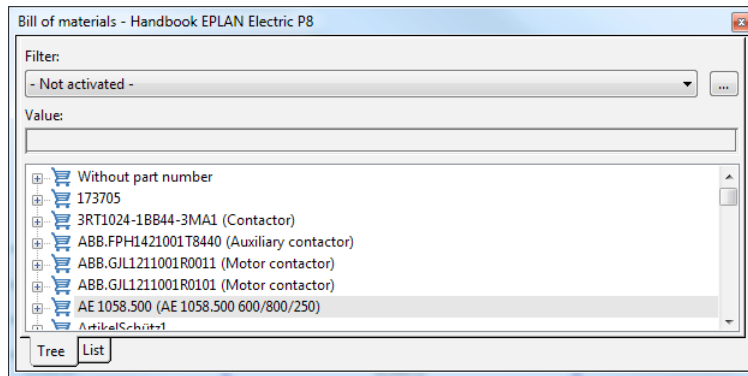 Bill of materials - Handbook EPLAN Electric P8
Filter:
- Not activated -
...
Value:
Without part number
173705
3RT1024-1BB44-3MA1 (Contactor)
ABB.FPH1421001T8440 (Auxiliary contactor)
ABB.GJL1211001R0011 (Motor contactor)
ABB.GJL1211001R0101 (Motor contactor)
AE 1058.500 (AE 1058.500 600/800/250)
ArtikelSchütz1
Tree List